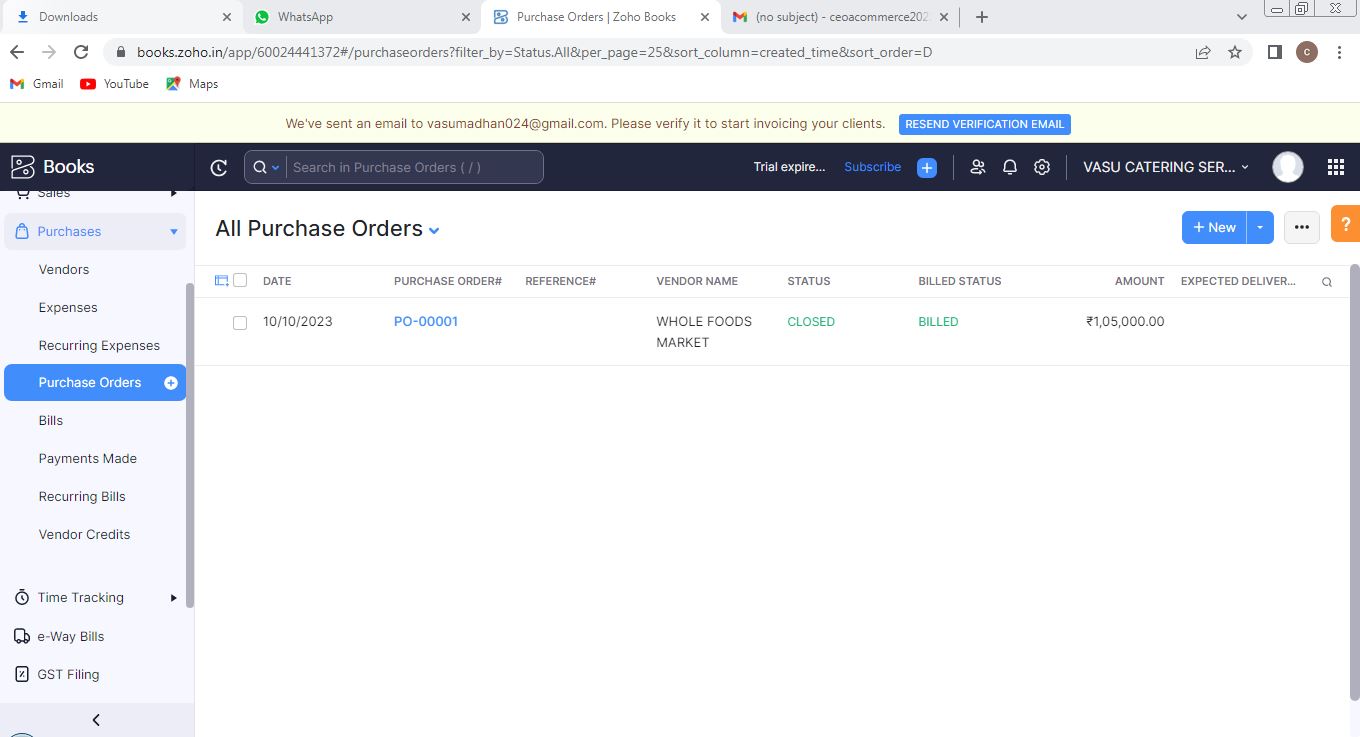 Downloads
WhatsApp
Purchase Orders | Zoho Books
(no subject) - ceoacommerce202
books.zoho.in/app/60024441372#/purchaseorders?filter_by=Status.All&per_page=25&sort_column=created_time&sort_order=D
c
Gmail
YouTube
Maps
We've sent an email to vasumadhan024@gmail.com. Please verify it to start invoicing your clients.
RESEND VERIFICATION EMAIL
Books
Search in Purchase Orders ( / )
Trial expire...
Subscribe
VASU CATERING SER...
Sales
Purchases
Vendors
Expenses
Recurring Expenses
Purchase Orders
Bills
Payments Made
Recurring Bills
Vendor Credits
Time Tracking
e-Way Bills
GST Filing
All Purchase Orders
+ New
?
DATE PURCHASE ORDER# REFERENCE# VENDOR NAME STATUS BILLED STATUS AMOUNT EXPECTED DELIVER...
10/10/2023 PO-00001 WHOLE FOODS CLOSED BILLED ₹1,05,000.00
MARKET